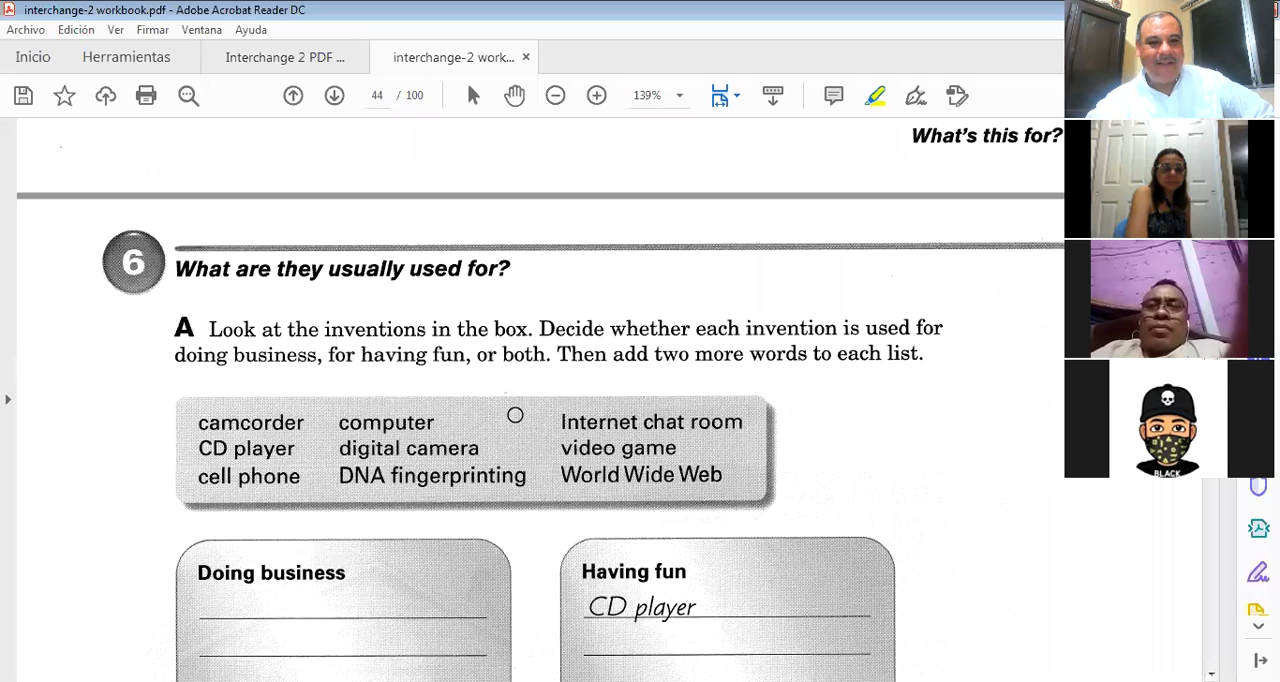 interchange-2 workbook.pdf - Adobe Acrobat Reader DC
Archivo Edición Ver Firmar Ventana Ayuda
Inicio Herramientas Interchange 2 PDF ... interchange-2 work... ×
44 / 100 139%
What's this for?
6
What are they usually used for?
A Look at the inventions in the box. Decide whether each invention is used for
doing business, for having fun, or both. Then add two more words to each list.
camcorder computer Internet chat room
CD player digital camera video game
cell phone DNA fingerprinting World Wide Web
Doing business Having fun
CD player
BLACK